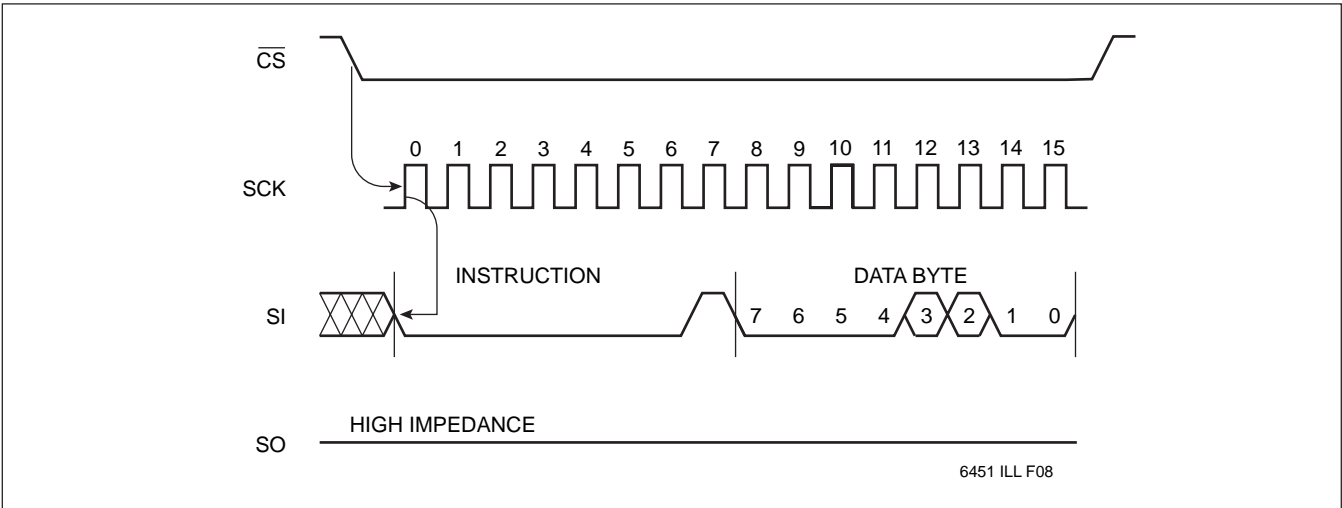 CS
0 1 2 3 4 5 6 7 8 9 10 11 12 13 14 15
SCK
INSTRUCTION DATA BYTE
SI 7 6 5 4 3 2 1 0
HIGH IMPEDANCE
SO
6451 ILL F08